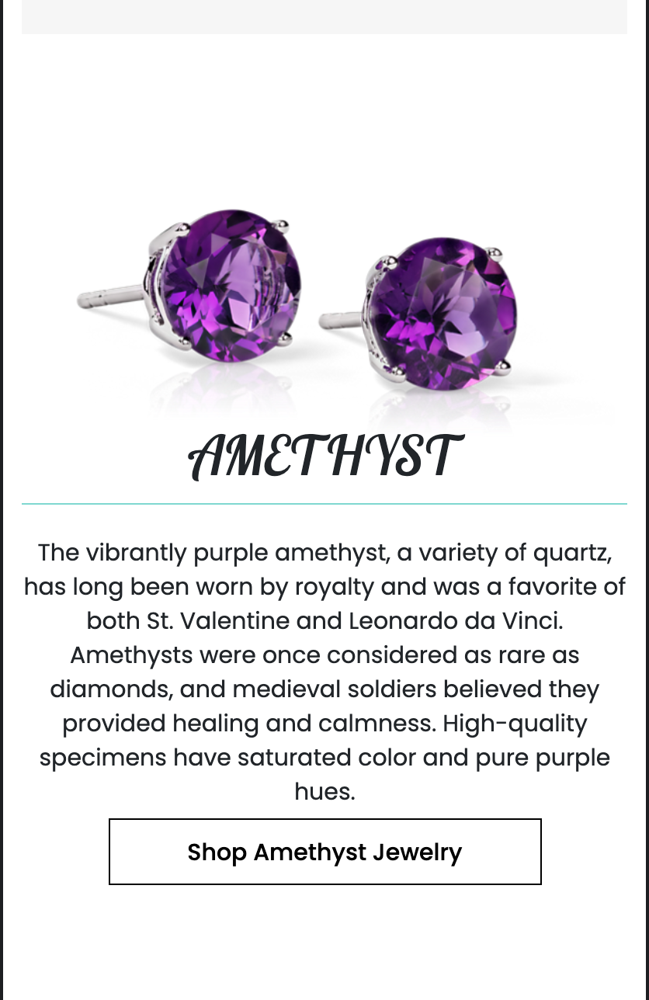 AMETHYST
The vibrantly purple amethyst, a variety of quartz,
has long been worn by royalty and was a favorite of
both St. Valentine and Leonardo da Vinci.
Amethysts were once considered as rare as
diamonds, and medieval soldiers believed they
provided healing and calmness. High-quality
specimens have saturated color and pure purple
hues.
Shop Amethyst Jewelry